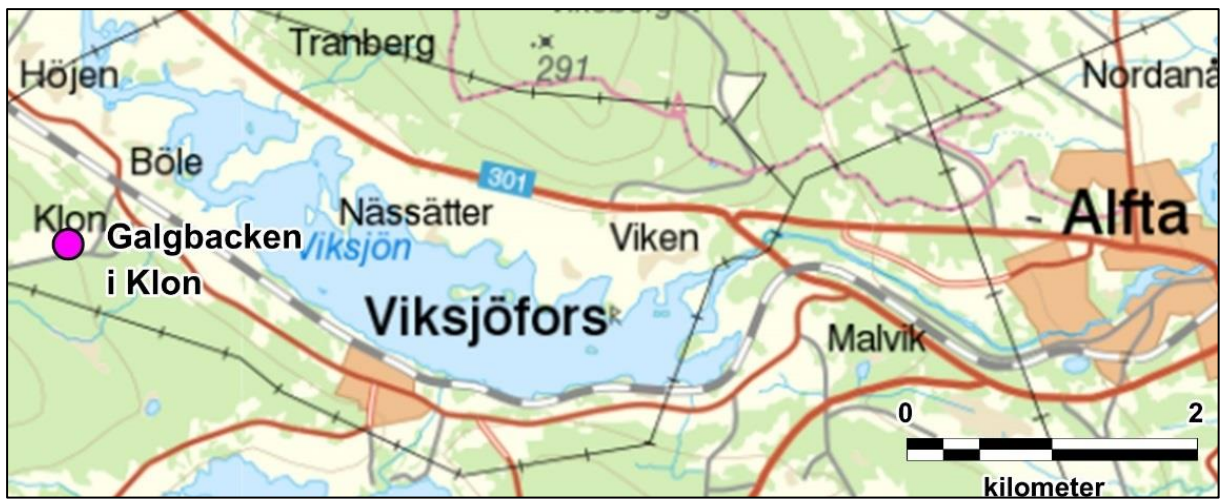 Tranberg
291
Höjen
Nordanå
Böle
301
Klon
Nässätter
Alfta
Galgbacken
i Klon
Viksjön
Viken
Viksjöfors
Malvik
0 2
kilometer